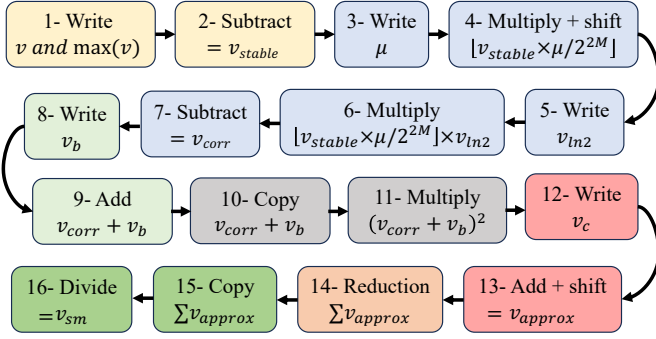 1- Write
v and max(v)
2- Subtract
= v_stable
3- Write
μ
4- Multiply + shift
⌊v_stable×μ/2^2M⌋
5- Write
v_ln2
6- Multiply
⌊v_stable×μ/2^2M⌋×v_ln2
7- Subtract
= v_corr
8- Write
v_b
9- Add
v_corr + v_b
10- Copy
v_corr + v_b
11- Multiply
(v_corr + v_b)^2
12- Write
v_c
13- Add + shift
= v_approx
14- Reduction
∑v_approx
15- Copy
∑v_approx
16- Divide
=v_sm